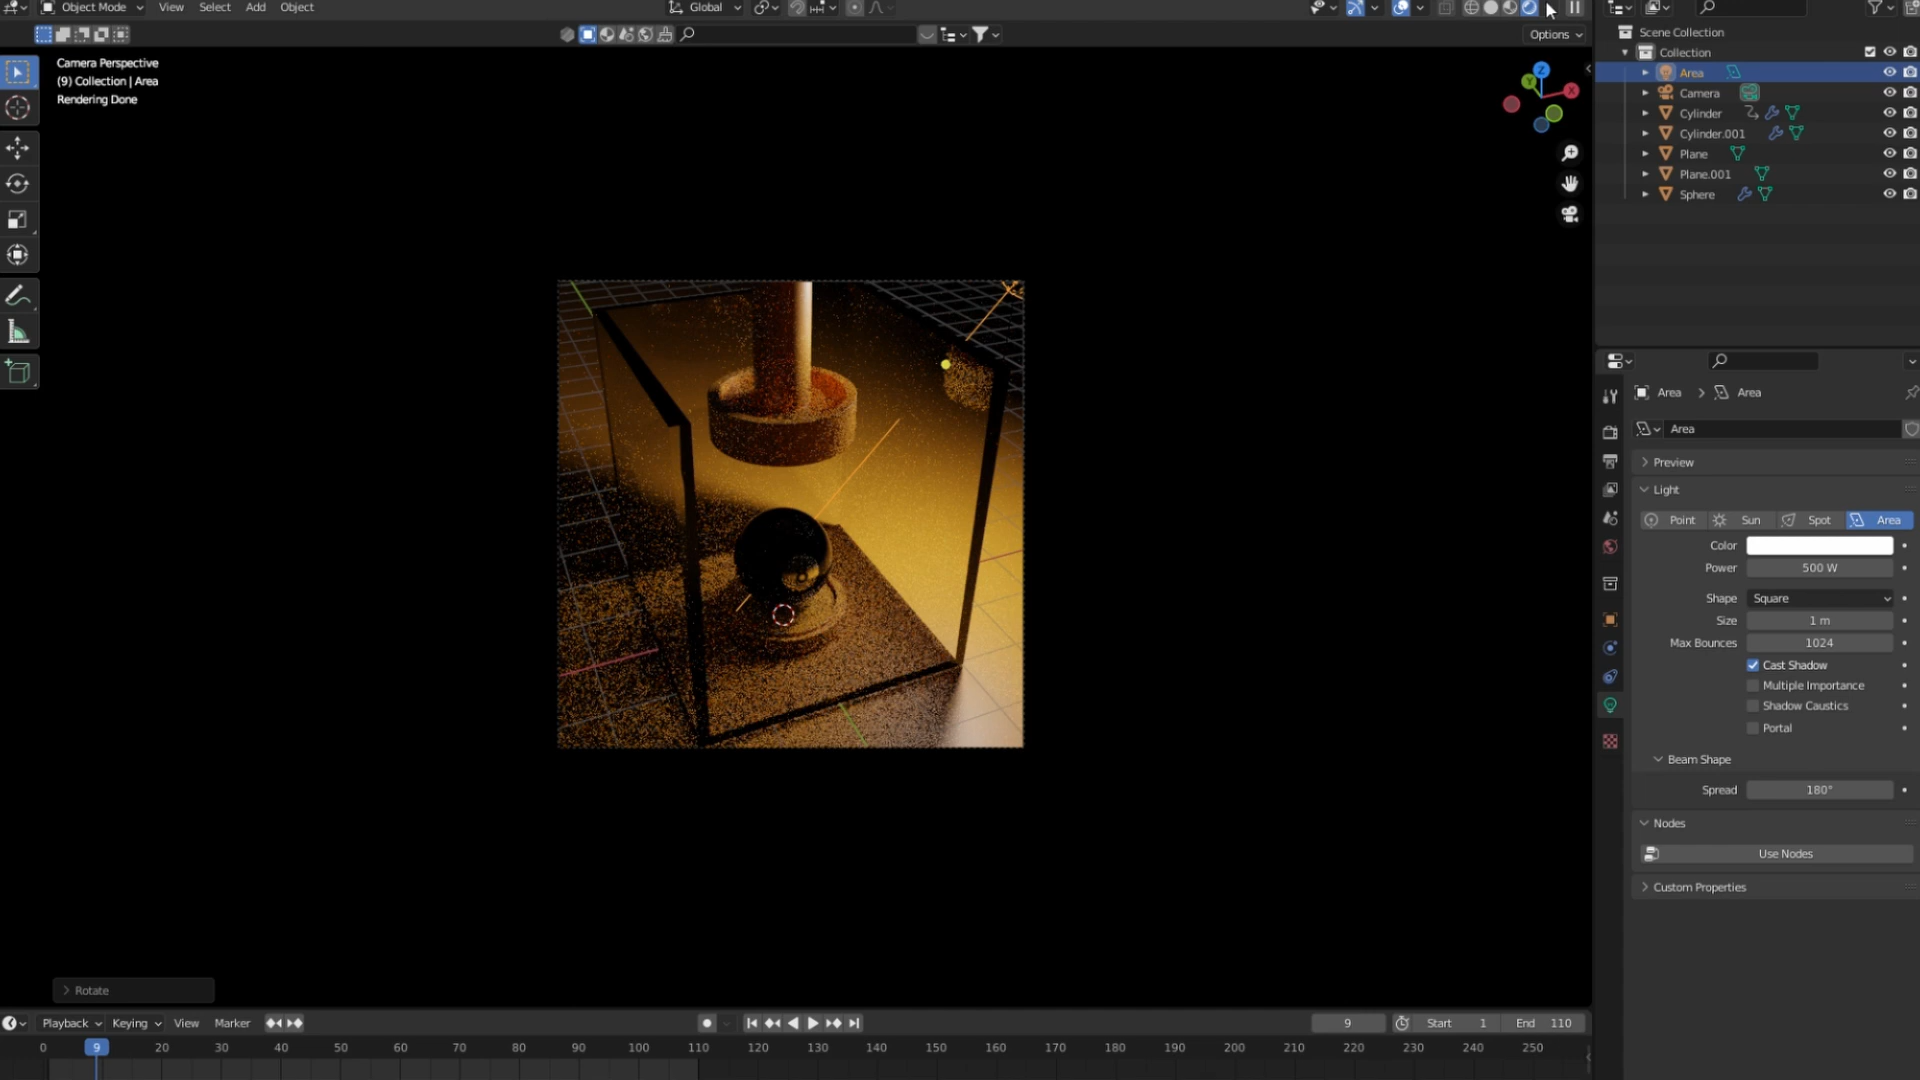 Object Mode View Select Add Object Global
Options
Camera Perspective
(9) Collection | Area
Rendering Done
X
Y
Z
Rotate
Playback Keying View Marker 9 Start 1 End 110
0 9 20 30 40 50 60 70 80 90 100 110 120 130 140 150 160 170 180 190 200 210 220 230 240 250
Scene Collection
Collection
Area
Camera
Cylinder
Cylinder.001
Plane
Plane.001
Sphere
Area > Area
Area
Preview
Light
Point Sun Spot Area
Color
Power 500 W
Shape Square
Size 1 m
Max Bounces 1024
Cast Shadow
Multiple Importance
Shadow Caustics
Portal
Beam Shape
Spread 180°
Nodes
Use Nodes
Custom Properties